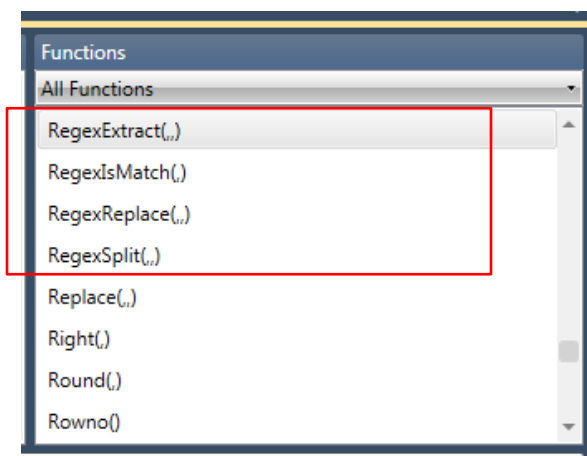 Functions
All Functions
RegexExtract(,,)
RegexIsMatch(,)
RegexReplace(,,)
RegexSplit(,,)
Replace(,,)
Right(,)
Round(,)
Rowno()